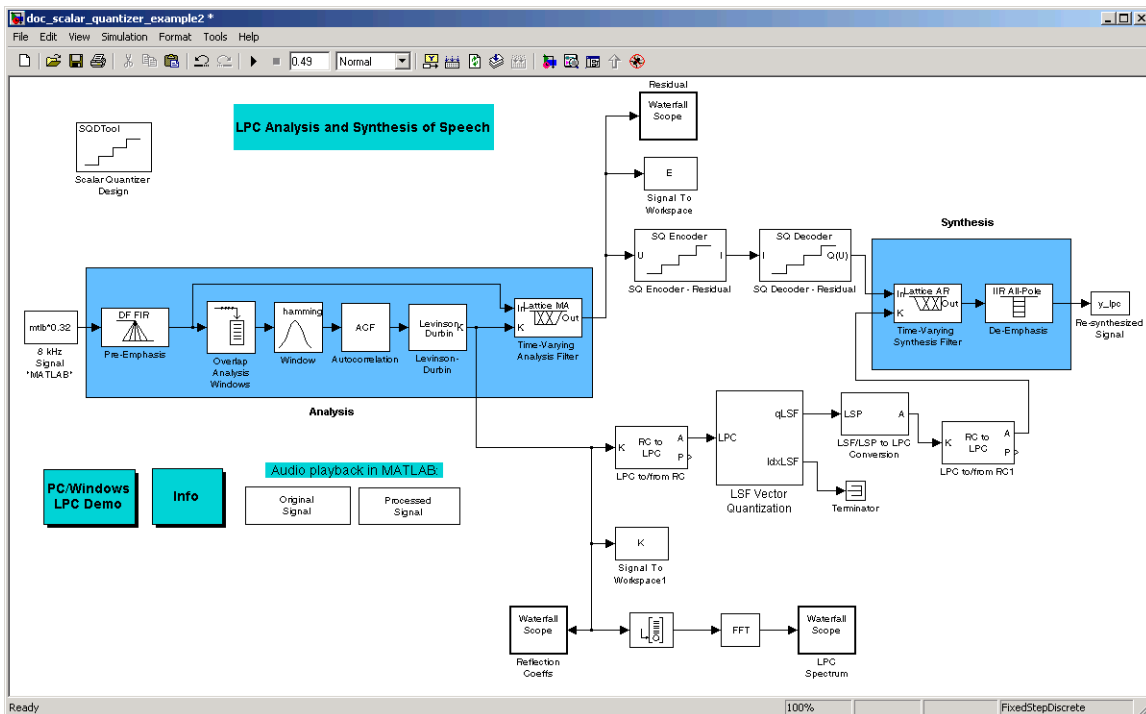 doc_scalar_quantizer_example2 *
File Edit View Simulation Format Tools Help
0.49 Normal
SQDTool
Scalar Quantizer
Design
LPC Analysis and Synthesis of Speech
Residual
Waterfall
Scope
E
Signal To
Workspace
SQ Encoder
U I
SQ Encoder - Residual
SQ Decoder
I Q(U)
SQ Decoder - Residual
Synthesis
Lattice AR
In Out
K
Time-Varying
Synthesis Filter
IIR All-Pole
De-Emphasis
y_lpc
Re-synthesized
Signal
mtlb*0.32
8 kHz
Signal
"MATLAB"
DF FIR
Pre-Emphasis
Overlap
Analysis
Windows
hamming
Window
ACF
Autocorrelation
Levinson
Durbin
K
Levinson-
Durbin
Lattice MA
In Out
K
Time-Varying
Analysis Filter
Analysis
K RC to LPC A P
LPC to/from RC
LPC qLSF
IdxLSF
LSF Vector
Quantization
LSP A
LSF/LSP to LPC
Conversion
K RC to LPC A P
LPC to/from RC1
Terminator
PC/Windows
LPC Demo
Info
Audio playback in MATLAB:
Original
Signal
Processed
Signal
K
Signal To
Workspace1
Waterfall
Scope
Reflection
Coeffs
FFT
Waterfall
Scope
LPC
Spectrum
Ready 100% FixedStepDiscrete